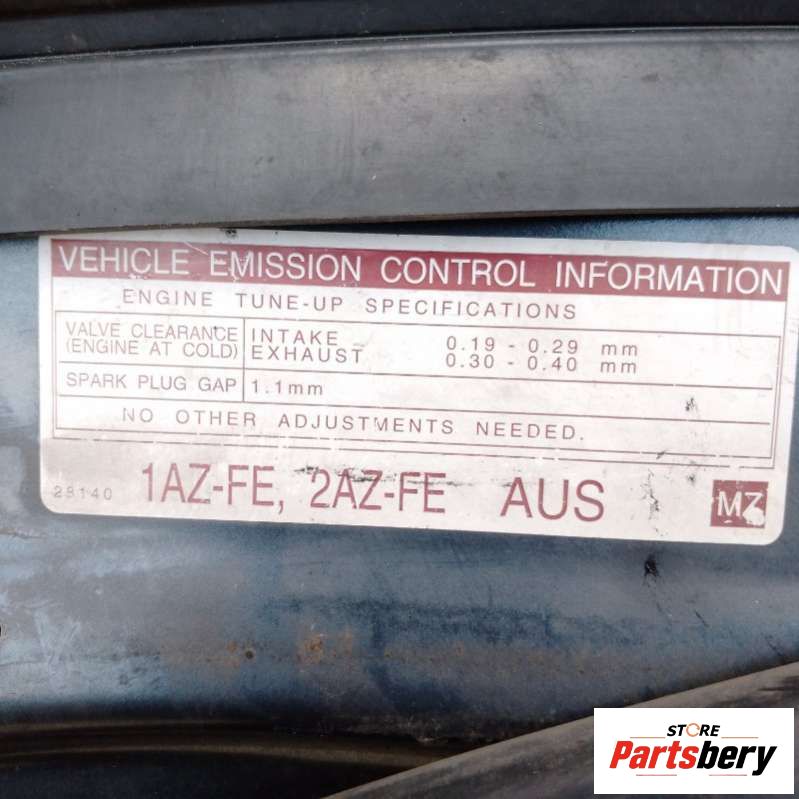 VEHICLE EMISSION CONTROL INFORMATION
ENGINE TUNE-UP SPECIFICATIONS
VALVE CLEARANCE (ENGINE AT COLD) INTAKE 0.19 - 0.29 mm
EXHAUST 0.30 - 0.40 mm
SPARK PLUG GAP 1.1mm
NO OTHER ADJUSTMENTS NEEDED.
28140 1AZ-FE, 2AZ-FE AUS MZ
STORE
Partsbery